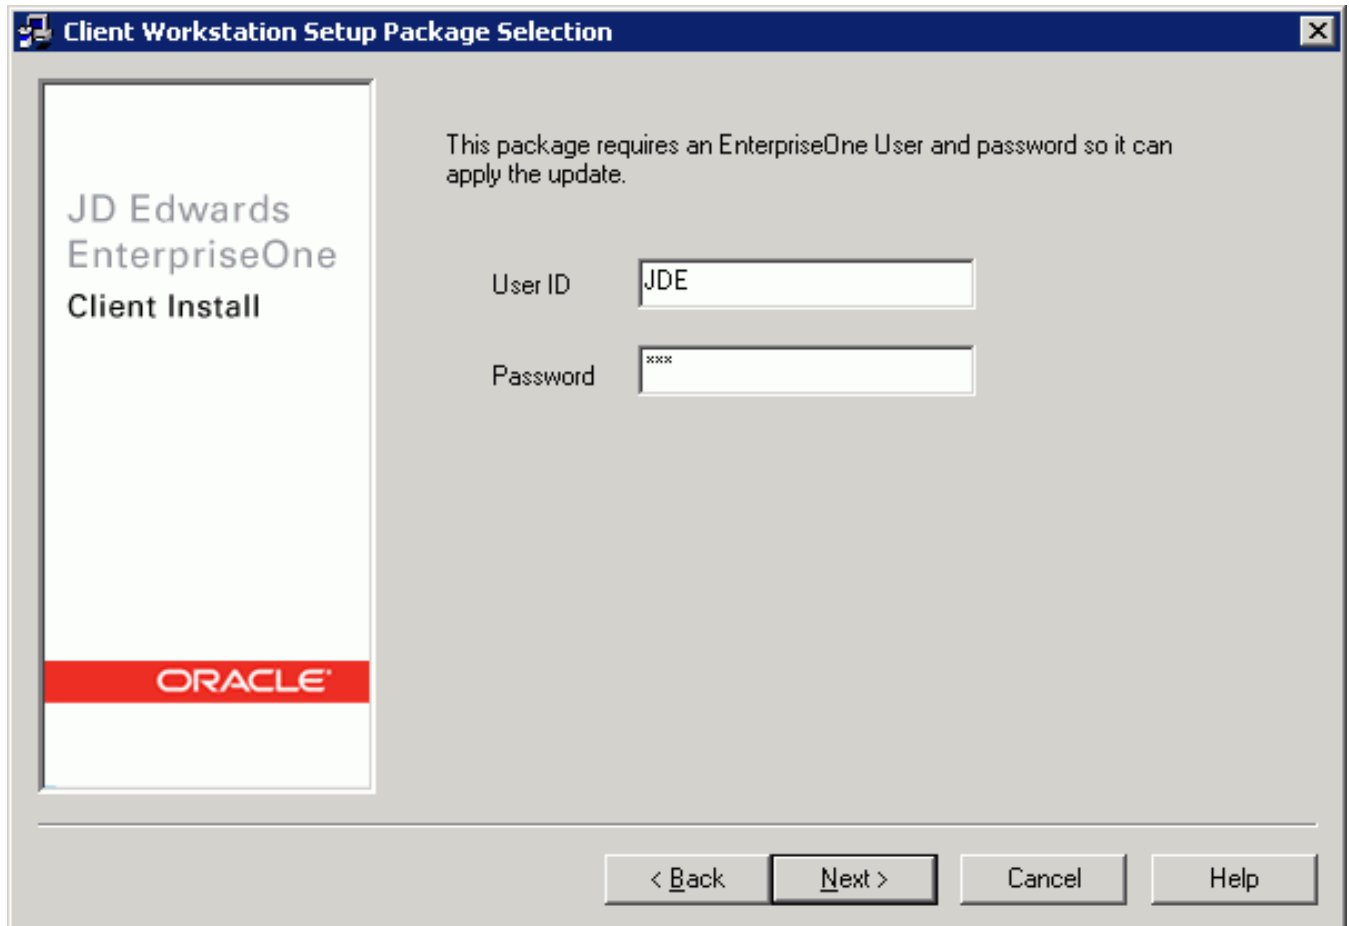 Client Workstation Setup Package Selection
JD Edwards
EnterpriseOne
Client Install
ORACLE
This package requires an EnterpriseOne User and password so it can
apply the update.
User ID
JDE
Password
***
< Back
Next >
Cancel
Help